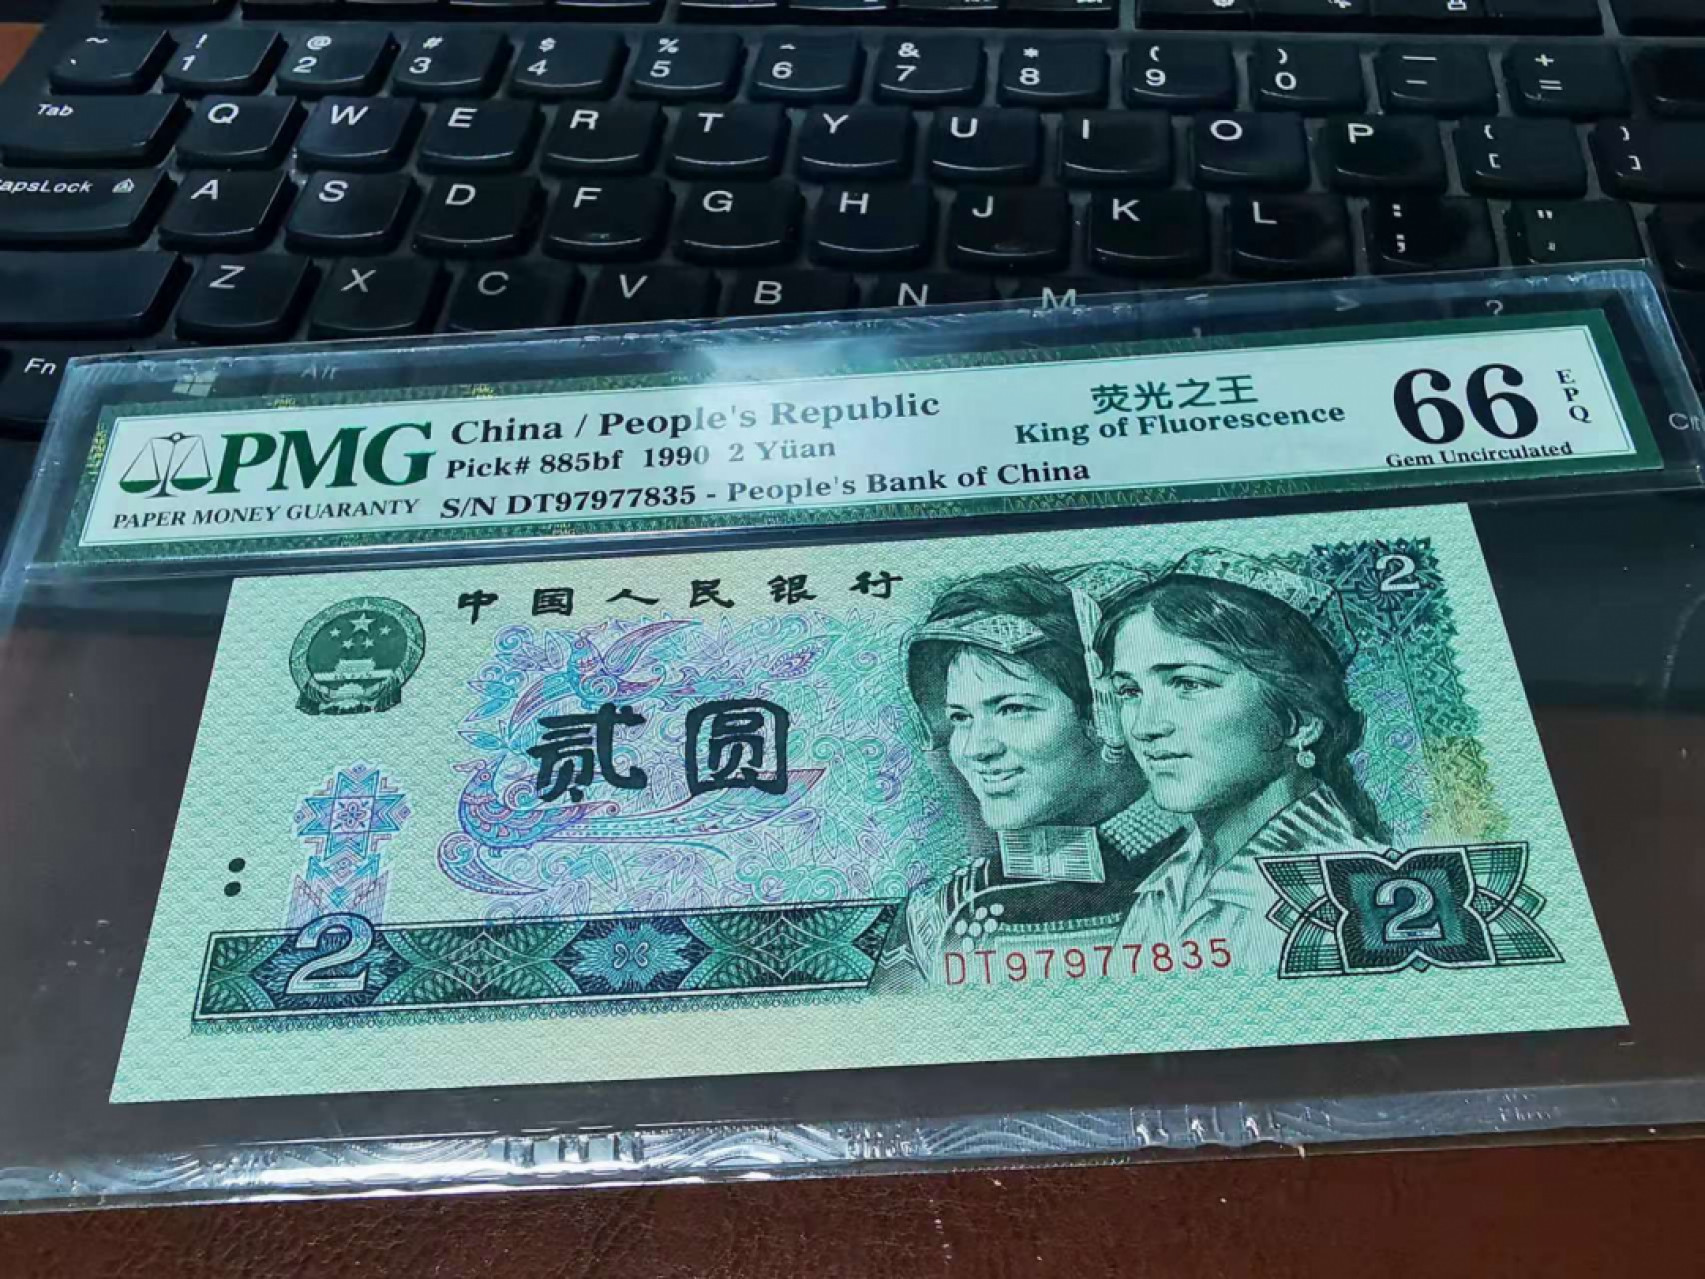 ~ ! @ # $ % ^ & * ( ) — +
` 1 2 3 4 5 6 7 8 9 0 - =
Tab Q W E R T Y U I O P { }
[ ]
apsLock A S D F G H J K L : "
; "
Z X C V B N M < > ?
Fn Alt Ctrl
PMG
PAPER MONEY GUARANTY
China / People's Republic
Pick# 885bf 1990 2 Yüan
S/N DT97977835 - People's Bank of China
荧光之王
King of Fluorescence
66
EPQ
Gem Uncirculated
中国人民银行
2
贰圆
2
2
DT97977835